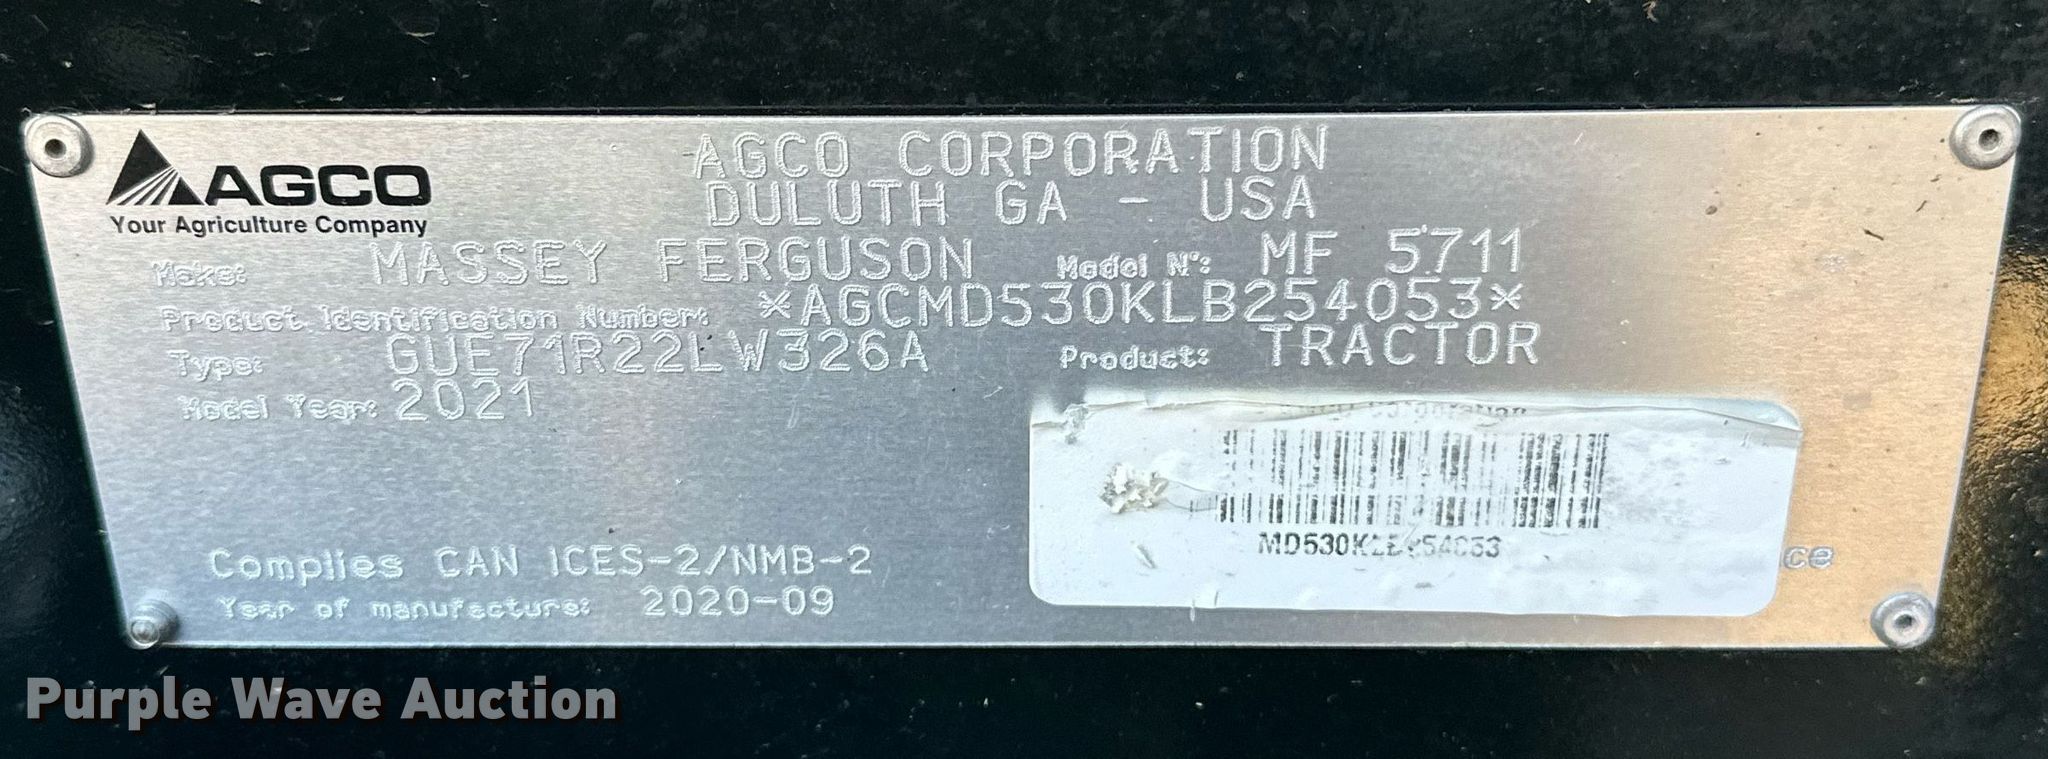 AGCO
Your Agriculture Company
AGCO CORPORATION
DULUTH GA - USA
Make: MASSEY FERGUSON Model N°: MF 5711
Product Identification Number: *AGCMD530KLB254053*
Type: GUE71R22LW326A Product: TRACTOR
Model Year: 2021
Corporation
MD530KLB254053
Complies CAN ICES-2/NMB-2
Year of manufacture: 2020-09
Purple Wave Auction